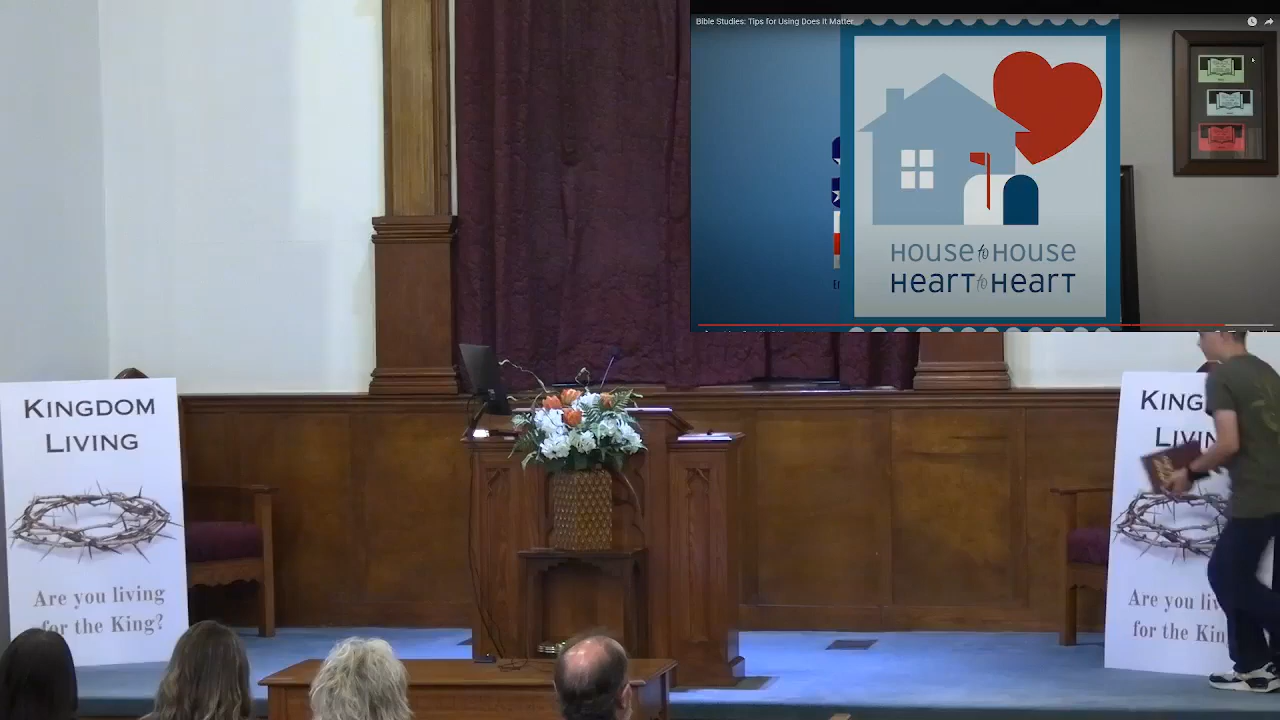 Bible Studies: Tips for Using Does It Matter
HOUSE to HOUSE
HEART to HEART
KINGDOM
LIVING
Are you living
for the King?
KING
LIVIN
Are you liv
for the Kin